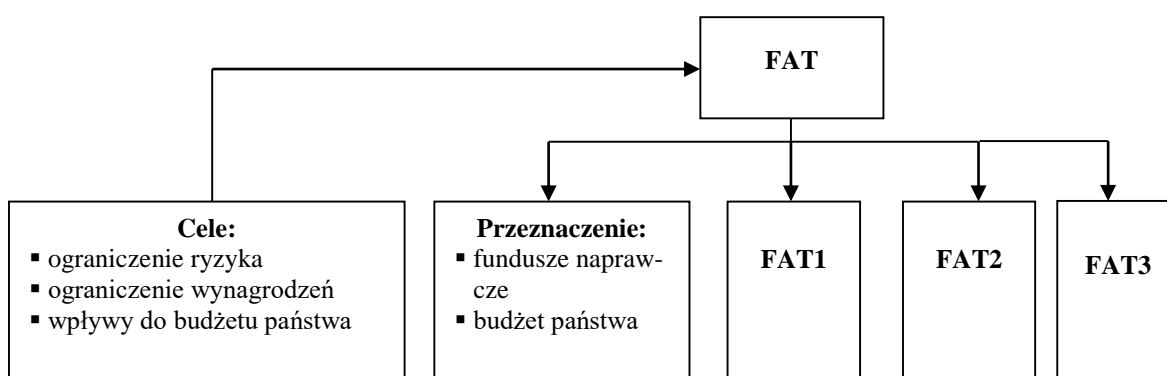 FAT
Cele:
▪ ograniczenie ryzyka
▪ ograniczenie wynagrodzeń
▪ wpływy do budżetu państwa
Przeznaczenie:
▪ fundusze napraw-
cze
▪ budżet państwa
FAT1
FAT2
FAT3